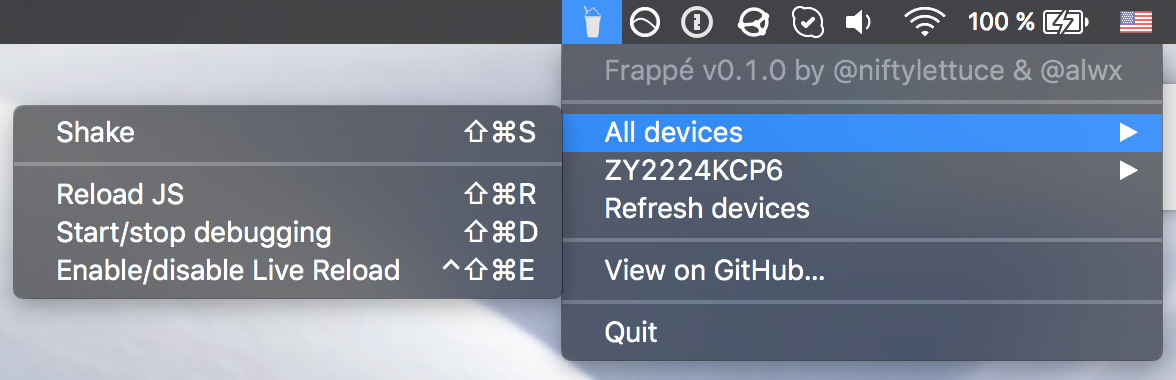 100 %
Frappé v0.1.0 by @niftylettuce & @alwx
All devices
ZY2224KCP6
Refresh devices
View on GitHub...
Quit
Shake ⇧⌘S
Reload JS ⇧⌘R
Start/stop debugging ⇧⌘D
Enable/disable Live Reload ^⇧⌘E